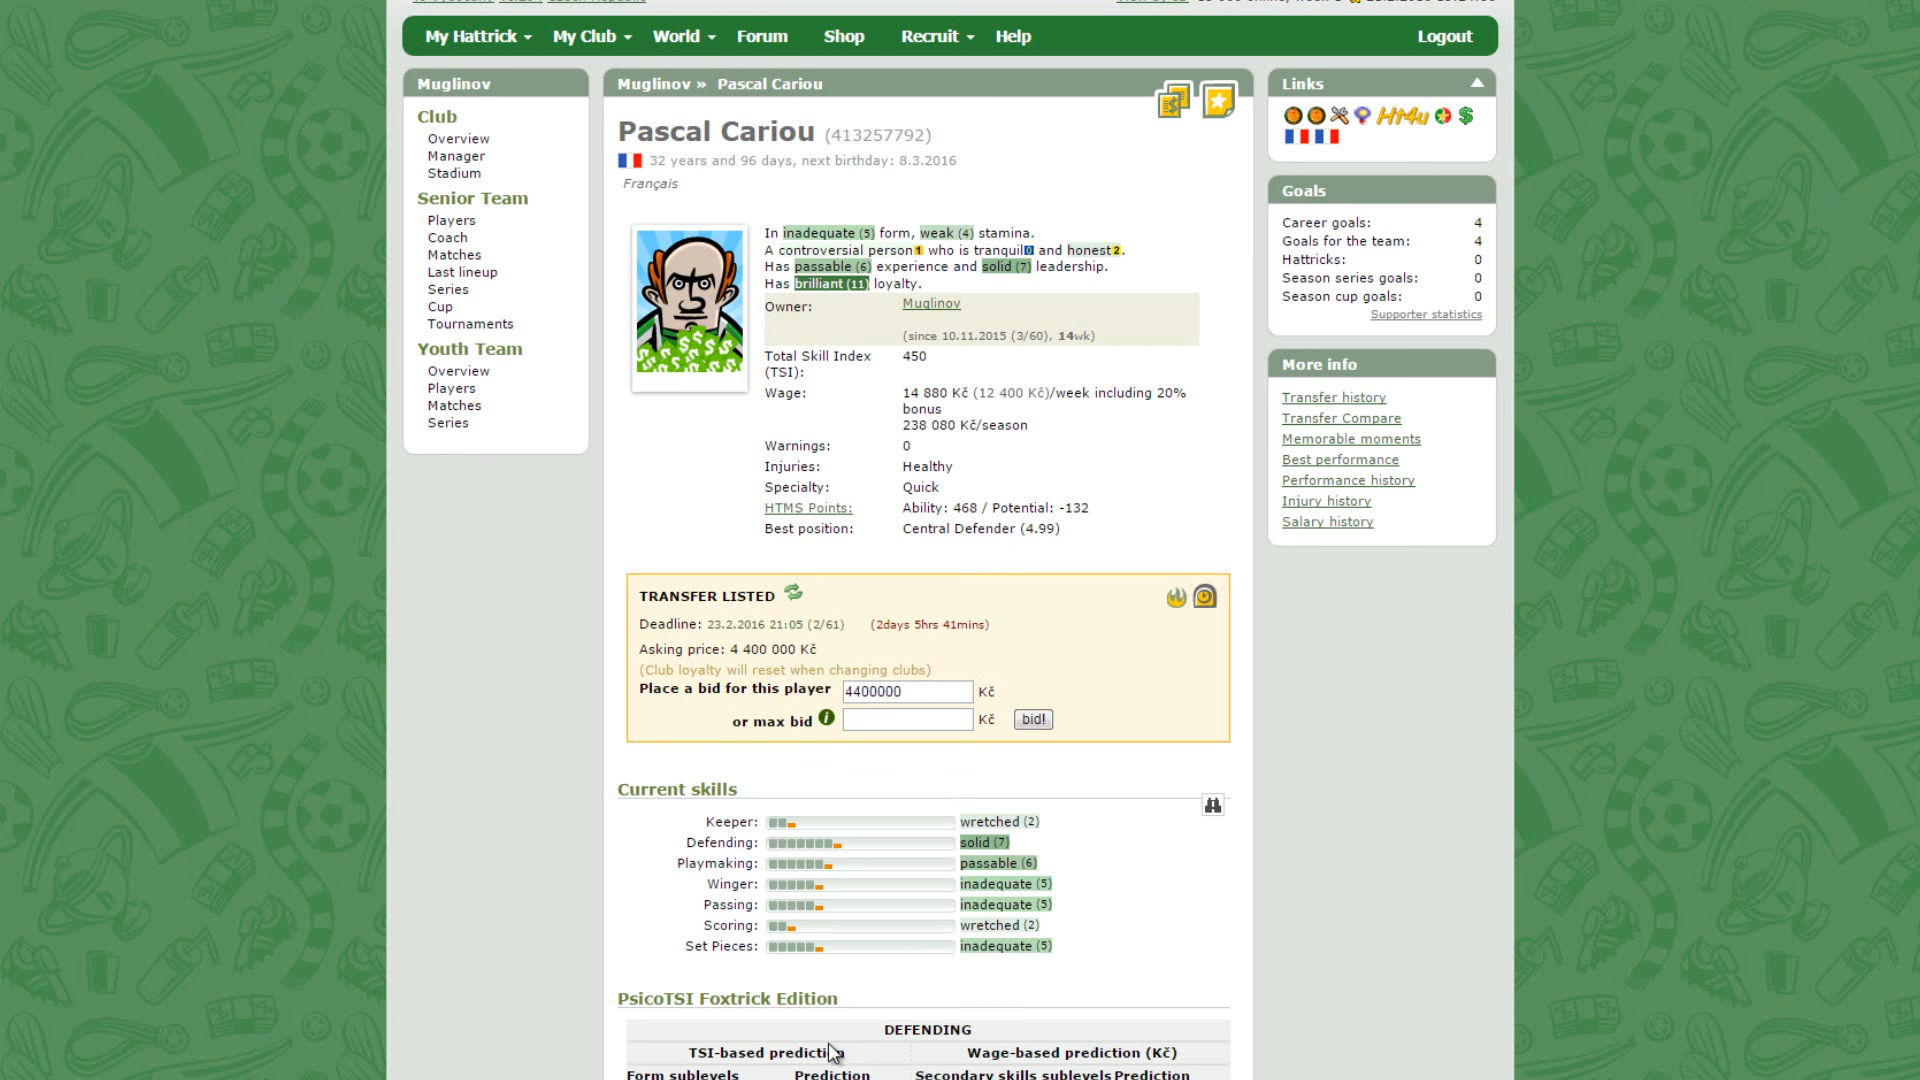 My Hattrick My Club World Forum Shop Recruit Help Logout
Muglinov
Club
Overview
Manager
Stadium
Senior Team
Players
Coach
Matches
Last lineup
Series
Cup
Tournaments
Youth Team
Overview
Players
Matches
Series
Muglinov » Pascal Cariou
Pascal Cariou (413257792)
32 years and 96 days, next birthday: 8.3.2016
Français
In inadequate (5) form, weak (4) stamina.
A controversial person 1 who is tranquil 0 and honest 2.
Has passable (6) experience and solid (7) leadership.
Has brilliant (11) loyalty.
Owner: Muglinov
(since 10.11.2015 (3/60), 14wk)
Total Skill Index (TSI): 450
Wage: 14 880 Kč (12 400 Kč)/week including 20% bonus
238 080 Kč/season
Warnings: 0
Injuries: Healthy
Specialty: Quick
HTMS Points: Ability: 468 / Potential: -132
Best position: Central Defender (4.99)
TRANSFER LISTED
Deadline: 23.2.2016 21:05 (2/61) (2days 5hrs 41mins)
Asking price: 4 400 000 Kč
(Club loyalty will reset when changing clubs)
Place a bid for this player 4400000 Kč
or max bid Kč bid!
Current skills
Keeper: wretched (2)
Defending: solid (7)
Playmaking: passable (6)
Winger: inadequate (5)
Passing: inadequate (5)
Scoring: wretched (2)
Set Pieces: inadequate (5)
PsicoTSI Foxtrick Edition
DEFENDING
TSI-based prediction Wage-based prediction (Kč)
Form sublevels Prediction Secondary skills sublevels Prediction
Links
Ht4u
Goals
Career goals: 4
Goals for the team: 4
Hattricks: 0
Season series goals: 0
Season cup goals: 0
Supporter statistics
More info
Transfer history
Transfer Compare
Memorable moments
Best performance
Performance history
Injury history
Salary history